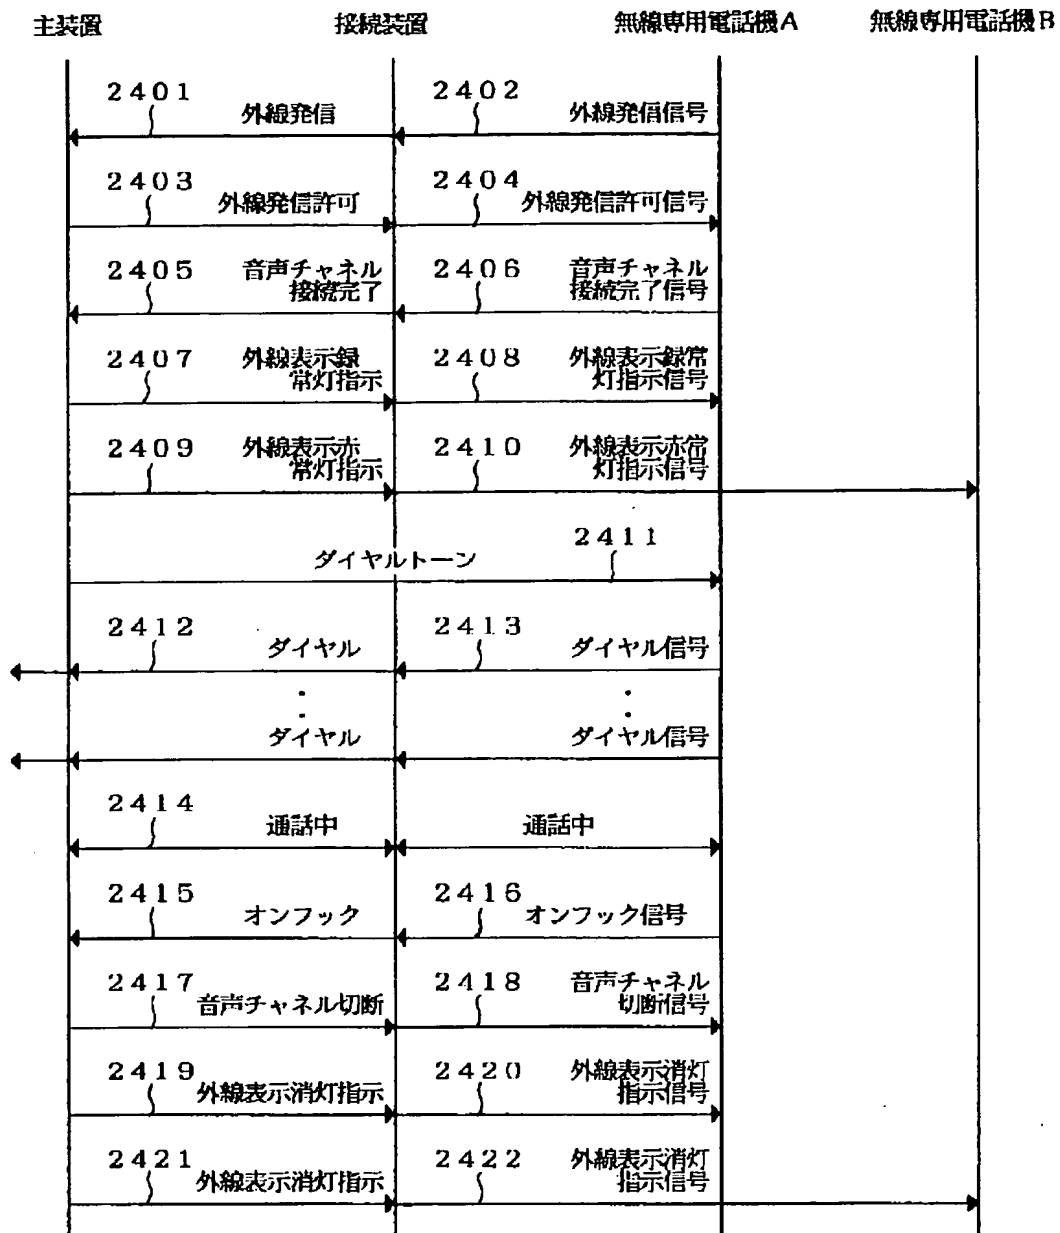 主装置 接続装置 無線専用電話機A 無線専用電話機B
2401 外線発信 2402 外線発信信号
2403 外線発信許可 2404 外線発信許可信号
2405 音声チャネル 2406 音声チャネル
接続完了 接続完了信号
2407 外線表示録 2408 外線表示録常
常灯指示 灯指示信号
2409 外線表示赤 2410 外線表示赤常
常灯指示 灯指示信号
2411
ダイヤルトーン
2412 ダイヤル 2413 ダイヤル信号
ダイヤル ダイヤル信号
2414 通話中 通話中
2415 オンフック 2416 オンフック信号
2417 音声チャネル切断 2418 音声チャネル
切断信号
2419 外線表示消灯指示 2420 外線表示消灯
指示信号
2421 外線表示消灯指示 2422 外線表示消灯
指示信号